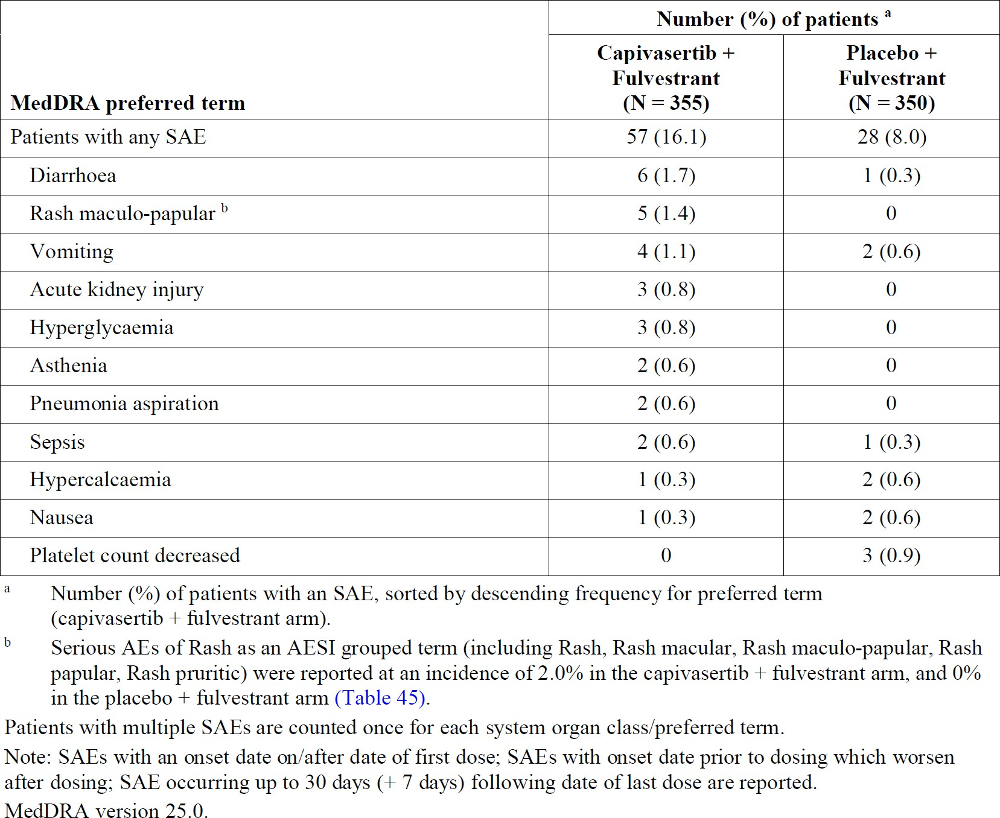 Number (%) of patients a
MedDRA preferred term
Capivasertib +
Fulvestrant
(N = 355)
Placebo +
Fulvestrant
(N = 350)
Patients with any SAE 57 (16.1) 28 (8.0)
Diarrhoea 6 (1.7) 1 (0.3)
Rash maculo-papular b 5 (1.4) 0
Vomiting 4 (1.1) 2 (0.6)
Acute kidney injury 3 (0.8) 0
Hyperglycaemia 3 (0.8) 0
Asthenia 2 (0.6) 0
Pneumonia aspiration 2 (0.6) 0
Sepsis 2 (0.6) 1 (0.3)
Hypercalcaemia 1 (0.3) 2 (0.6)
Nausea 1 (0.3) 2 (0.6)
Platelet count decreased 0 3 (0.9)
a Number (%) of patients with an SAE, sorted by descending frequency for preferred term
(capivasertib + fulvestrant arm).
b Serious AEs of Rash as an AESI grouped term (including Rash, Rash macular, Rash maculo-papular, Rash
papular, Rash pruritic) were reported at an incidence of 2.0% in the capivasertib + fulvestrant arm, and 0%
in the placebo + fulvestrant arm (Table 45).
Patients with multiple SAEs are counted once for each system organ class/preferred term.
Note: SAEs with an onset date on/after date of first dose; SAEs with onset date prior to dosing which worsen
after dosing; SAE occurring up to 30 days (+ 7 days) following date of last dose are reported.
MedDRA version 25.0.